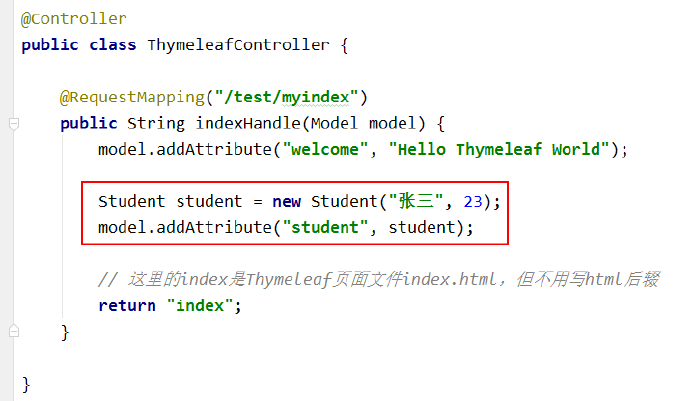 @Controller
public class ThymeleafController {
@RequestMapping("/test/myindex")
public String indexHandle(Model model) {
model.addAttribute("welcome", "Hello Thymeleaf World");
Student student = new Student("张三", 23);
model.addAttribute("student", student);
// 这里的index是Thymeleaf页面文件index.html，但不用写html后辍
return "index";
}
}